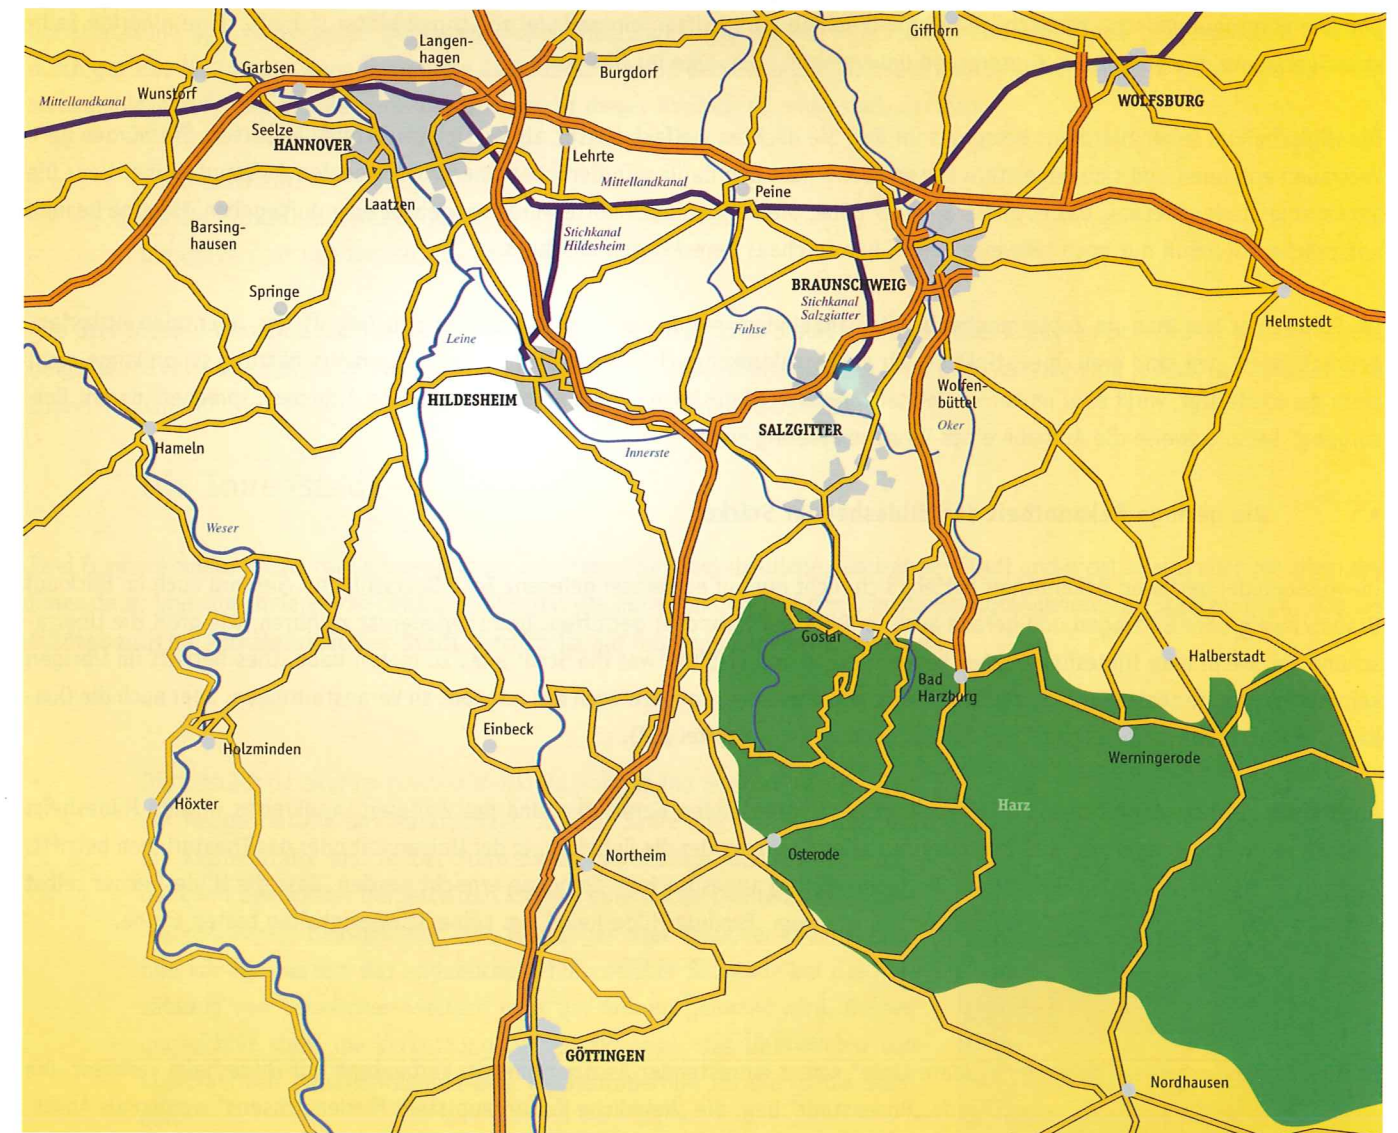 Gifhorn
Langen-
hagen
Garbsen
Burgdorf
Wunstorf
WOLFSBURG
Mittellandkanal
Seelze
HANNOVER
Lehrte
Mittellandkanal
Peine
Laatzen
Barsing-
hausen
Stichkanal
Hildesheim
BRAUNSCHWEIG
Springe
Stichkanal
Salzgiatter
Helmstedt
Fuhse
Leine
Wolfen-
büttel
HILDESHEIM
Oker
SALZGITTER
Hameln
Innerste
Weser
Goslar
Halberstadt
Bad
Harzburg
Einbeck
Holzminden
Werningerode
Höxter
Harz
Osterode
Northeim
GÖTTINGEN
Nordhausen